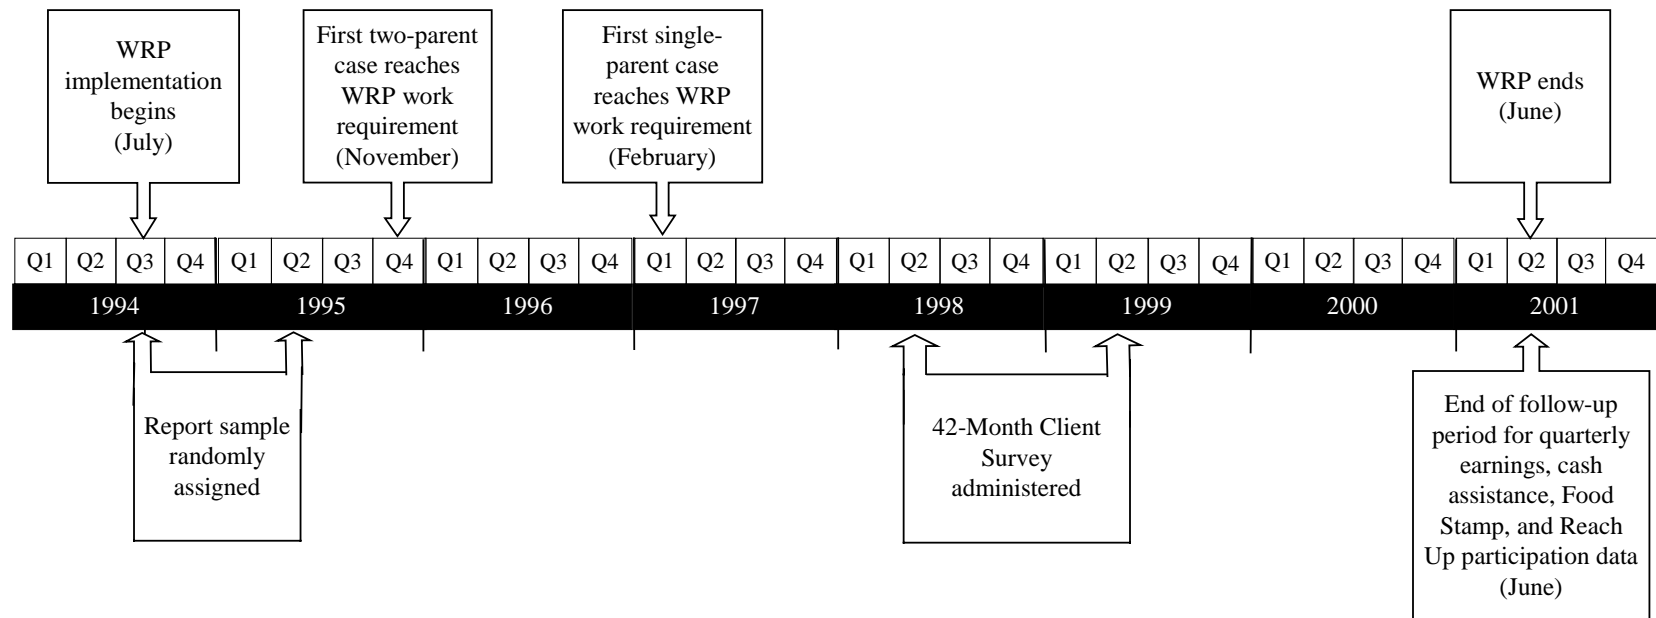 WRP
implementation
begins
(July)
First two-parent
case reaches
WRP work
requirement
(November)
First single-
parent case
reaches WRP
work requirement
(February)
WRP ends
(June)
Q1 Q2 Q3 Q4 Q1 Q2 Q3 Q4 Q1 Q2 Q3 Q4 Q1 Q2 Q3 Q4 Q1 Q2 Q3 Q4 Q1 Q2 Q3 Q4 Q1 Q2 Q3 Q4 Q1 Q2 Q3 Q4
1994 1995 1996 1997 1998 1999 2000 2001
Report sample
randomly
assigned
42-Month Client
Survey
administered
End of follow-up
period for quarterly
earnings, cash
assistance, Food
Stamp, and Reach
Up participation data
(June)